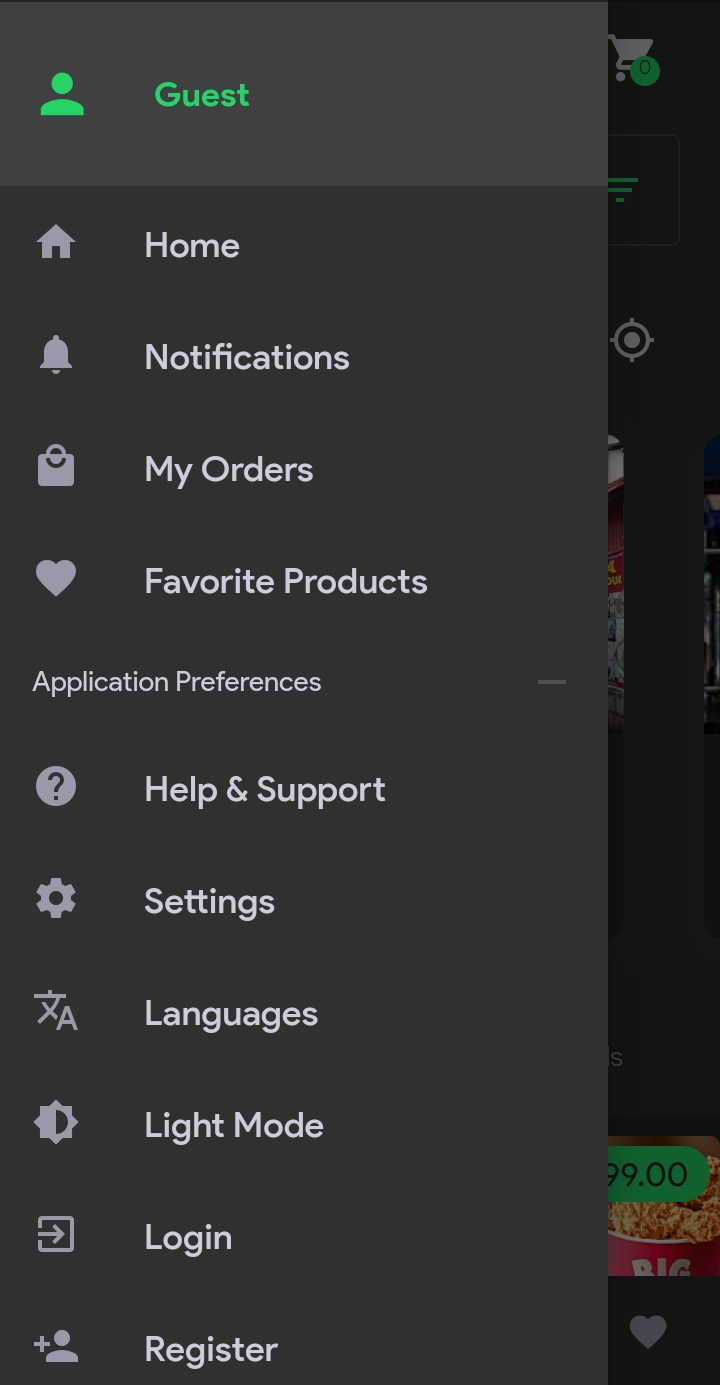 Guest
0
Home
Notifications
My Orders
Favorite Products
Application Preferences
Help & Support
Settings
Languages
Light Mode
99.00
Login
BIG
Register